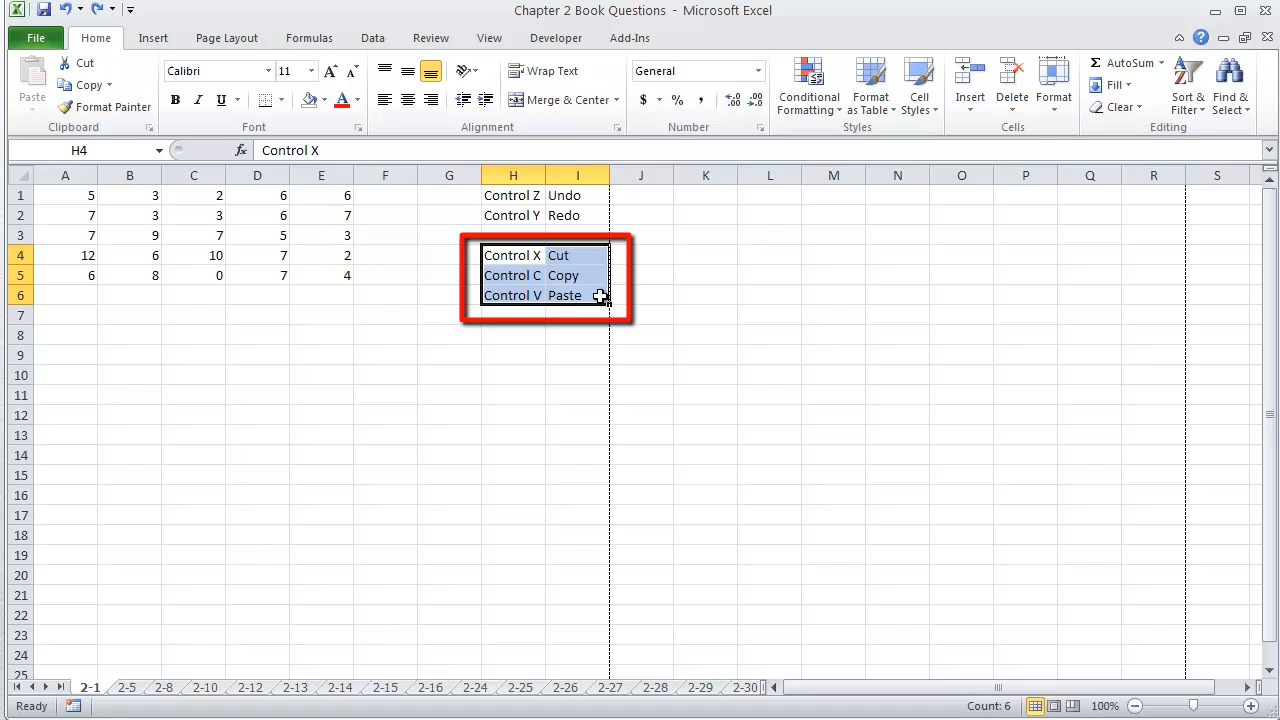 Chapter 2 Book Questions - Microsoft Excel
File Home Insert Page Layout Formulas Data Review View Developer Add-Ins
Paste
Cut
Copy
Format Painter
Clipboard
Calibri 11
B I U
Font
Wrap Text
Merge & Center
Alignment
General
$ % ,
Number
Conditional Formatting
Format as Table
Cell Styles
Styles
Insert Delete Format
Cells
AutoSum
Fill
Clear
Sort & Filter
Find & Select
Editing
H4 fx Control X
A B C D E F G H I J K L M N O P Q R S
1 5 3 2 6 6 Control Z Undo
2 7 3 3 6 7 Control Y Redo
3 7 9 7 5 3
4 12 6 10 7 2 Control X Cut
5 6 8 0 7 4 Control C Copy
6 Control V Paste
7
8
9
10
11
12
13
14
15
16
17
18
19
20
21
22
23
24
25
2-1 2-5 2-8 2-10 2-12 2-13 2-14 2-15 2-16 2-24 2-25 2-26 2-27 2-28 2-29 2-30
Ready Count: 6 100%